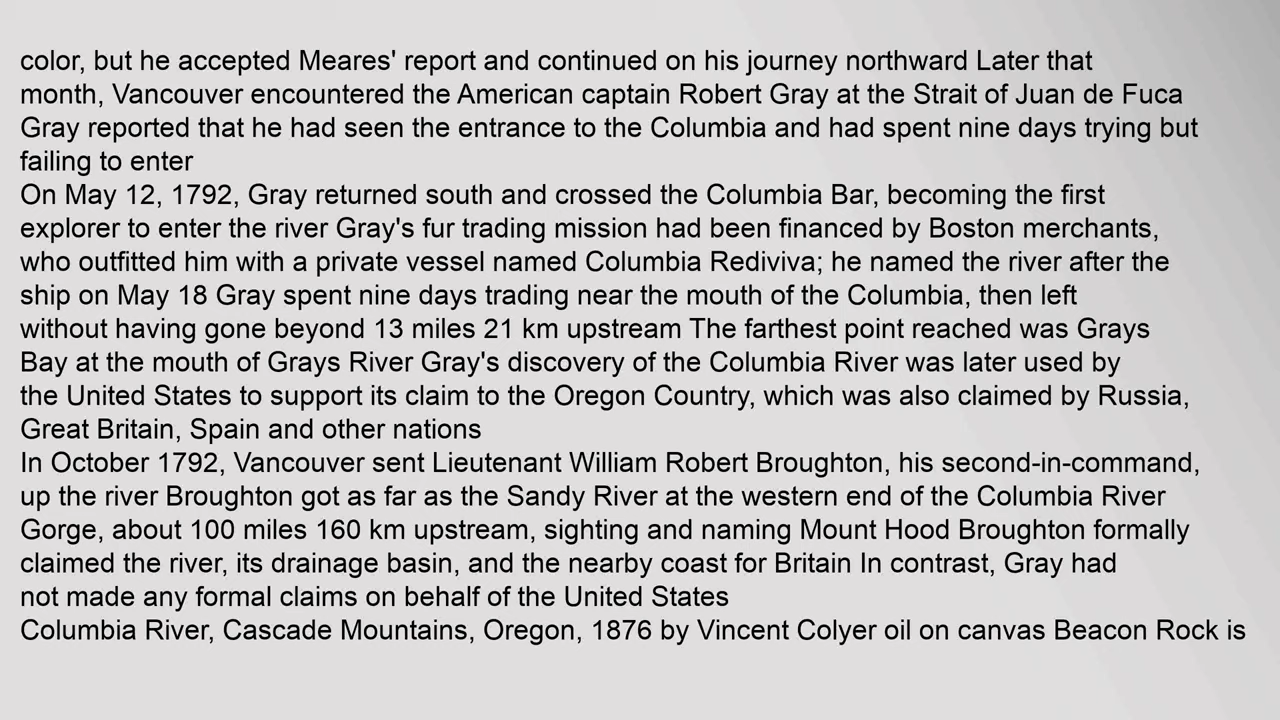 color, but he accepted Meares' report and continued on his journey northward Later that
month, Vancouver encountered the American captain Robert Gray at the Strait of Juan de Fuca
Gray reported that he had seen the entrance to the Columbia and had spent nine days trying but
failing to enter
On May 12, 1792, Gray returned south and crossed the Columbia Bar, becoming the first
explorer to enter the river Gray's fur trading mission had been financed by Boston merchants,
who outfitted him with a private vessel named Columbia Rediviva; he named the river after the
ship on May 18 Gray spent nine days trading near the mouth of the Columbia, then left
without having gone beyond 13 miles 21 km upstream The farthest point reached was Grays
Bay at the mouth of Grays River Gray's discovery of the Columbia River was later used by
the United States to support its claim to the Oregon Country, which was also claimed by Russia,
Great Britain, Spain and other nations
In October 1792, Vancouver sent Lieutenant William Robert Broughton, his second-in-command,
up the river Broughton got as far as the Sandy River at the western end of the Columbia River
Gorge, about 100 miles 160 km upstream, sighting and naming Mount Hood Broughton formally
claimed the river, its drainage basin, and the nearby coast for Britain In contrast, Gray had
not made any formal claims on behalf of the United States
Columbia River, Cascade Mountains, Oregon, 1876 by Vincent Colyer oil on canvas Beacon Rock is